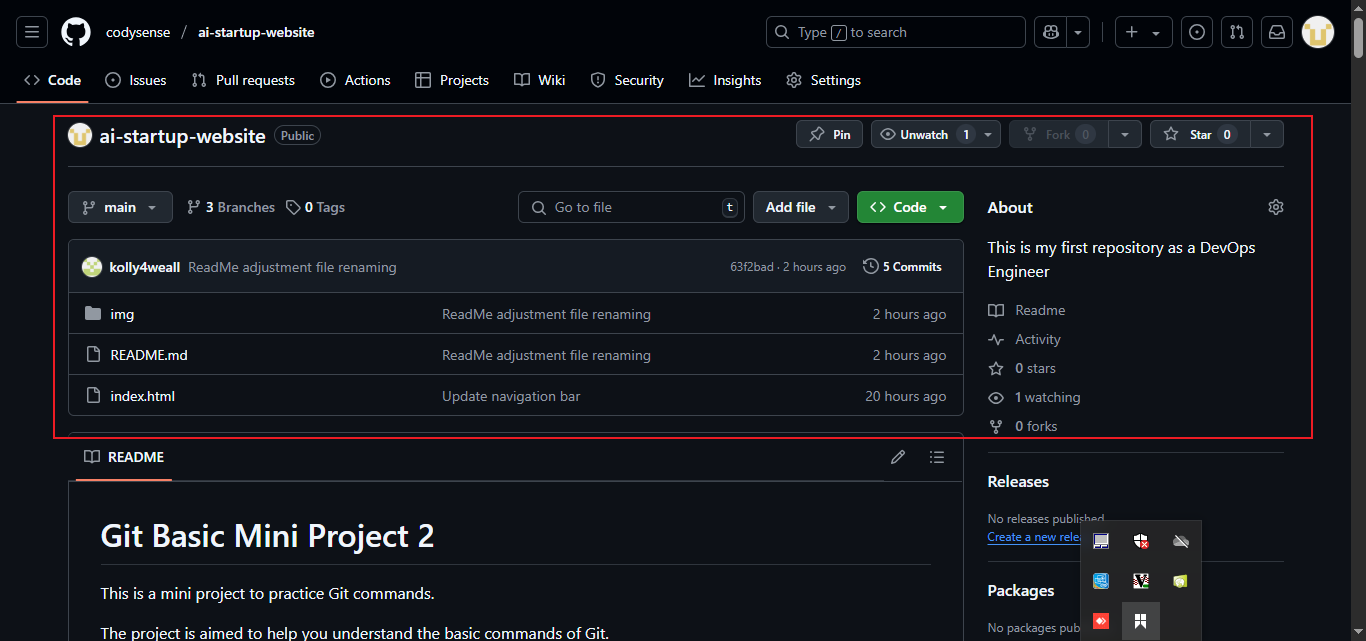 codysense / ai-startup-website
Type / to search
Code Issues Pull requests Actions Projects Wiki Security Insights Settings
ai-startup-website Public
Pin Unwatch 1 Fork 0 Star 0
main 3 Branches 0 Tags
Go to file t
Add file
Code
kolly4weall ReadMe adjustment file renaming 63f2bad · 2 hours ago 5 Commits
img ReadMe adjustment file renaming 2 hours ago
README.md ReadMe adjustment file renaming 2 hours ago
index.html Update navigation bar 20 hours ago
About
This is my first repository as a DevOps
Engineer
Readme
Activity
0 stars
1 watching
0 forks
README
Git Basic Mini Project 2
This is a mini project to practice Git commands.
The project is aimed to help you understand the basic commands of Git.
Releases
No releases published
Create a new
Packages
No packages